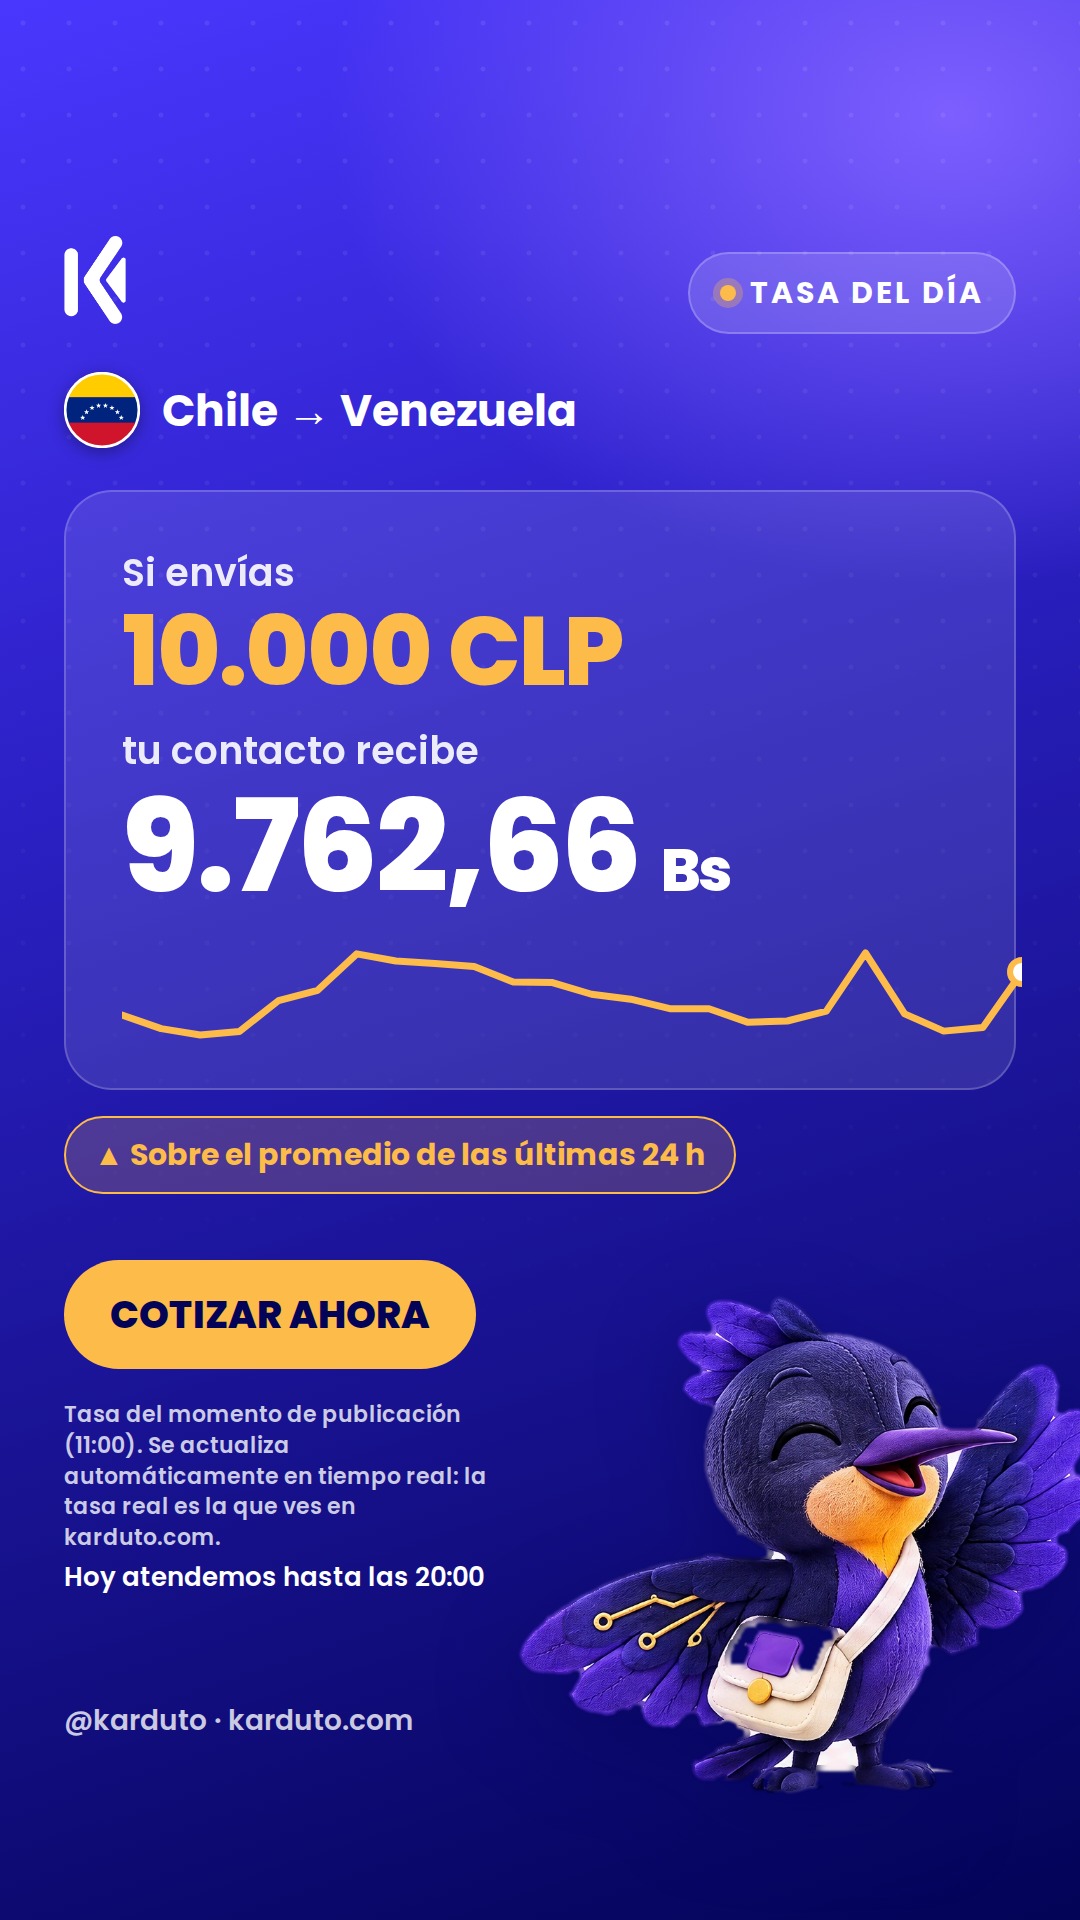 TASA DEL DÍA
Chile → Venezuela
Si envías
10.000 CLP
tu contacto recibe
9.762,66 Bs
▲ Sobre el promedio de las últimas 24 h
COTIZAR AHORA
Tasa del momento de publicación
(11:00). Se actualiza
automáticamente en tiempo real: la
tasa real es la que ves en
karduto.com.
Hoy atendemos hasta las 20:00
@karduto · karduto.com